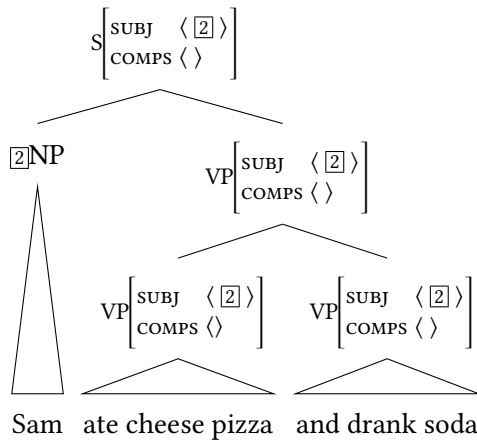 S[SUBJ ⟨ 2 ⟩
COMPS ⟨ ⟩]
2NP
VP[SUBJ ⟨ 2 ⟩
COMPS ⟨ ⟩]
VP[SUBJ ⟨ 2 ⟩
COMPS ⟨⟩]
VP[SUBJ ⟨ 2 ⟩
COMPS ⟨ ⟩]
Sam ate cheese pizza and drank soda